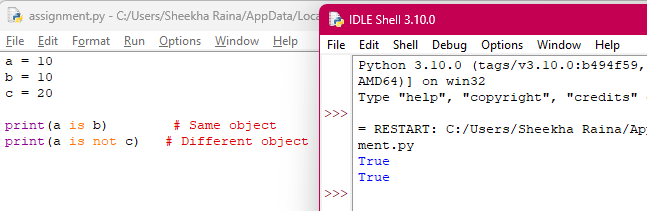 assignment.py - C:/Users/Sheekha Raina/AppData/Loca
File Edit Format Run Options Window Help
a = 10
b = 10
c = 20
print(a is b) # Same object
print(a is not c) # Different object
IDLE Shell 3.10.0
File Edit Shell Debug Options Window Help
Python 3.10.0 (tags/v3.10.0:b494f59,
AMD64)] on win32
Type "help", "copyright", "credits"
>>>
= RESTART: C:/Users/Sheekha Raina/Ap
ment.py
True
True
>>>